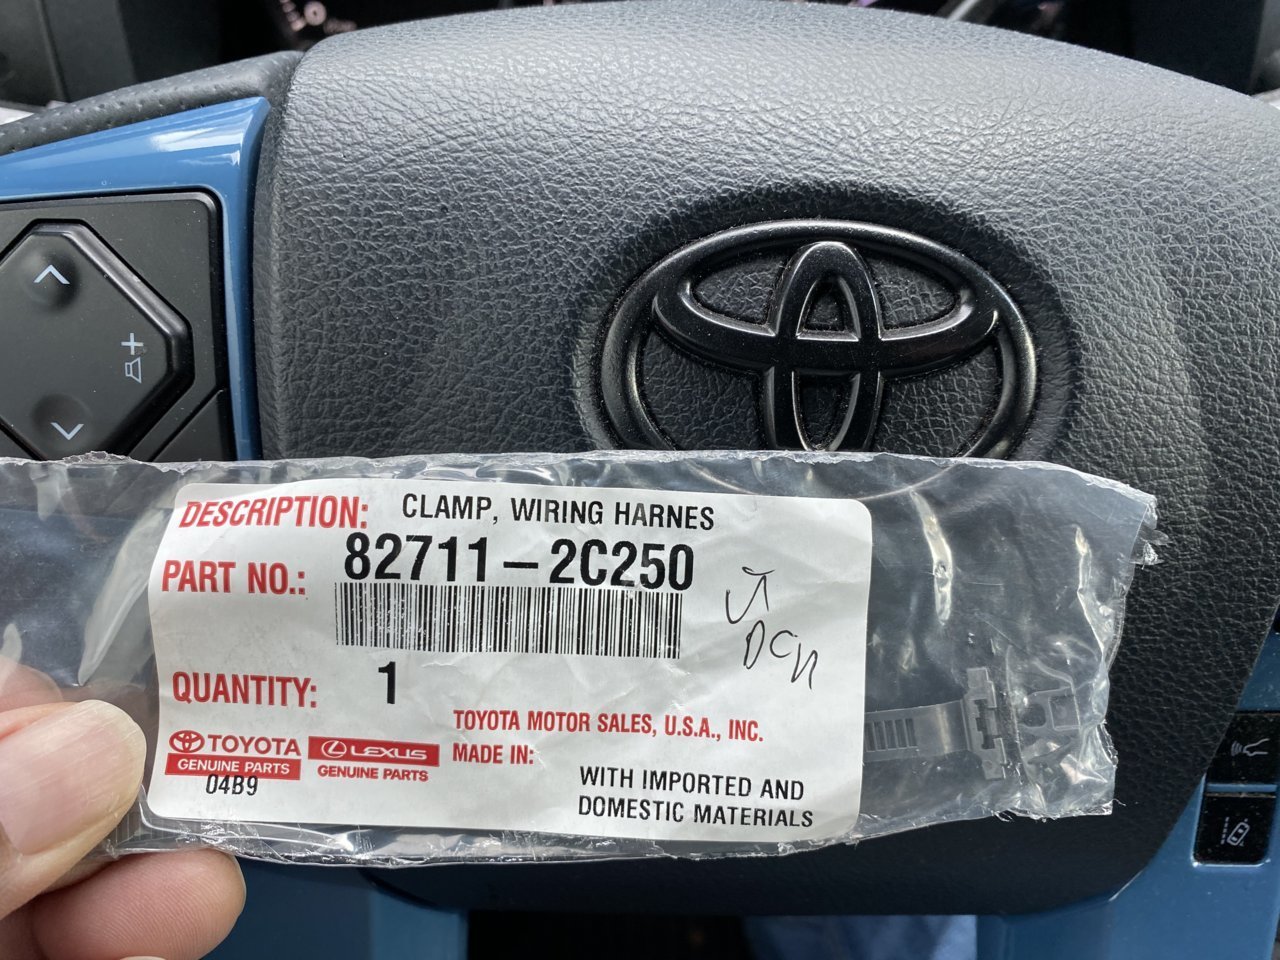 DESCRIPTION: CLAMP, WIRING HARNES
PART NO.: 82711-2C250
QUANTITY: 1
TOYOTA MOTOR SALES, U.S.A., INC.
TOYOTA LEXUS MADE IN:
GENUINE PARTS GENUINE PARTS
04B9
WITH IMPORTED AND
DOMESTIC MATERIALS